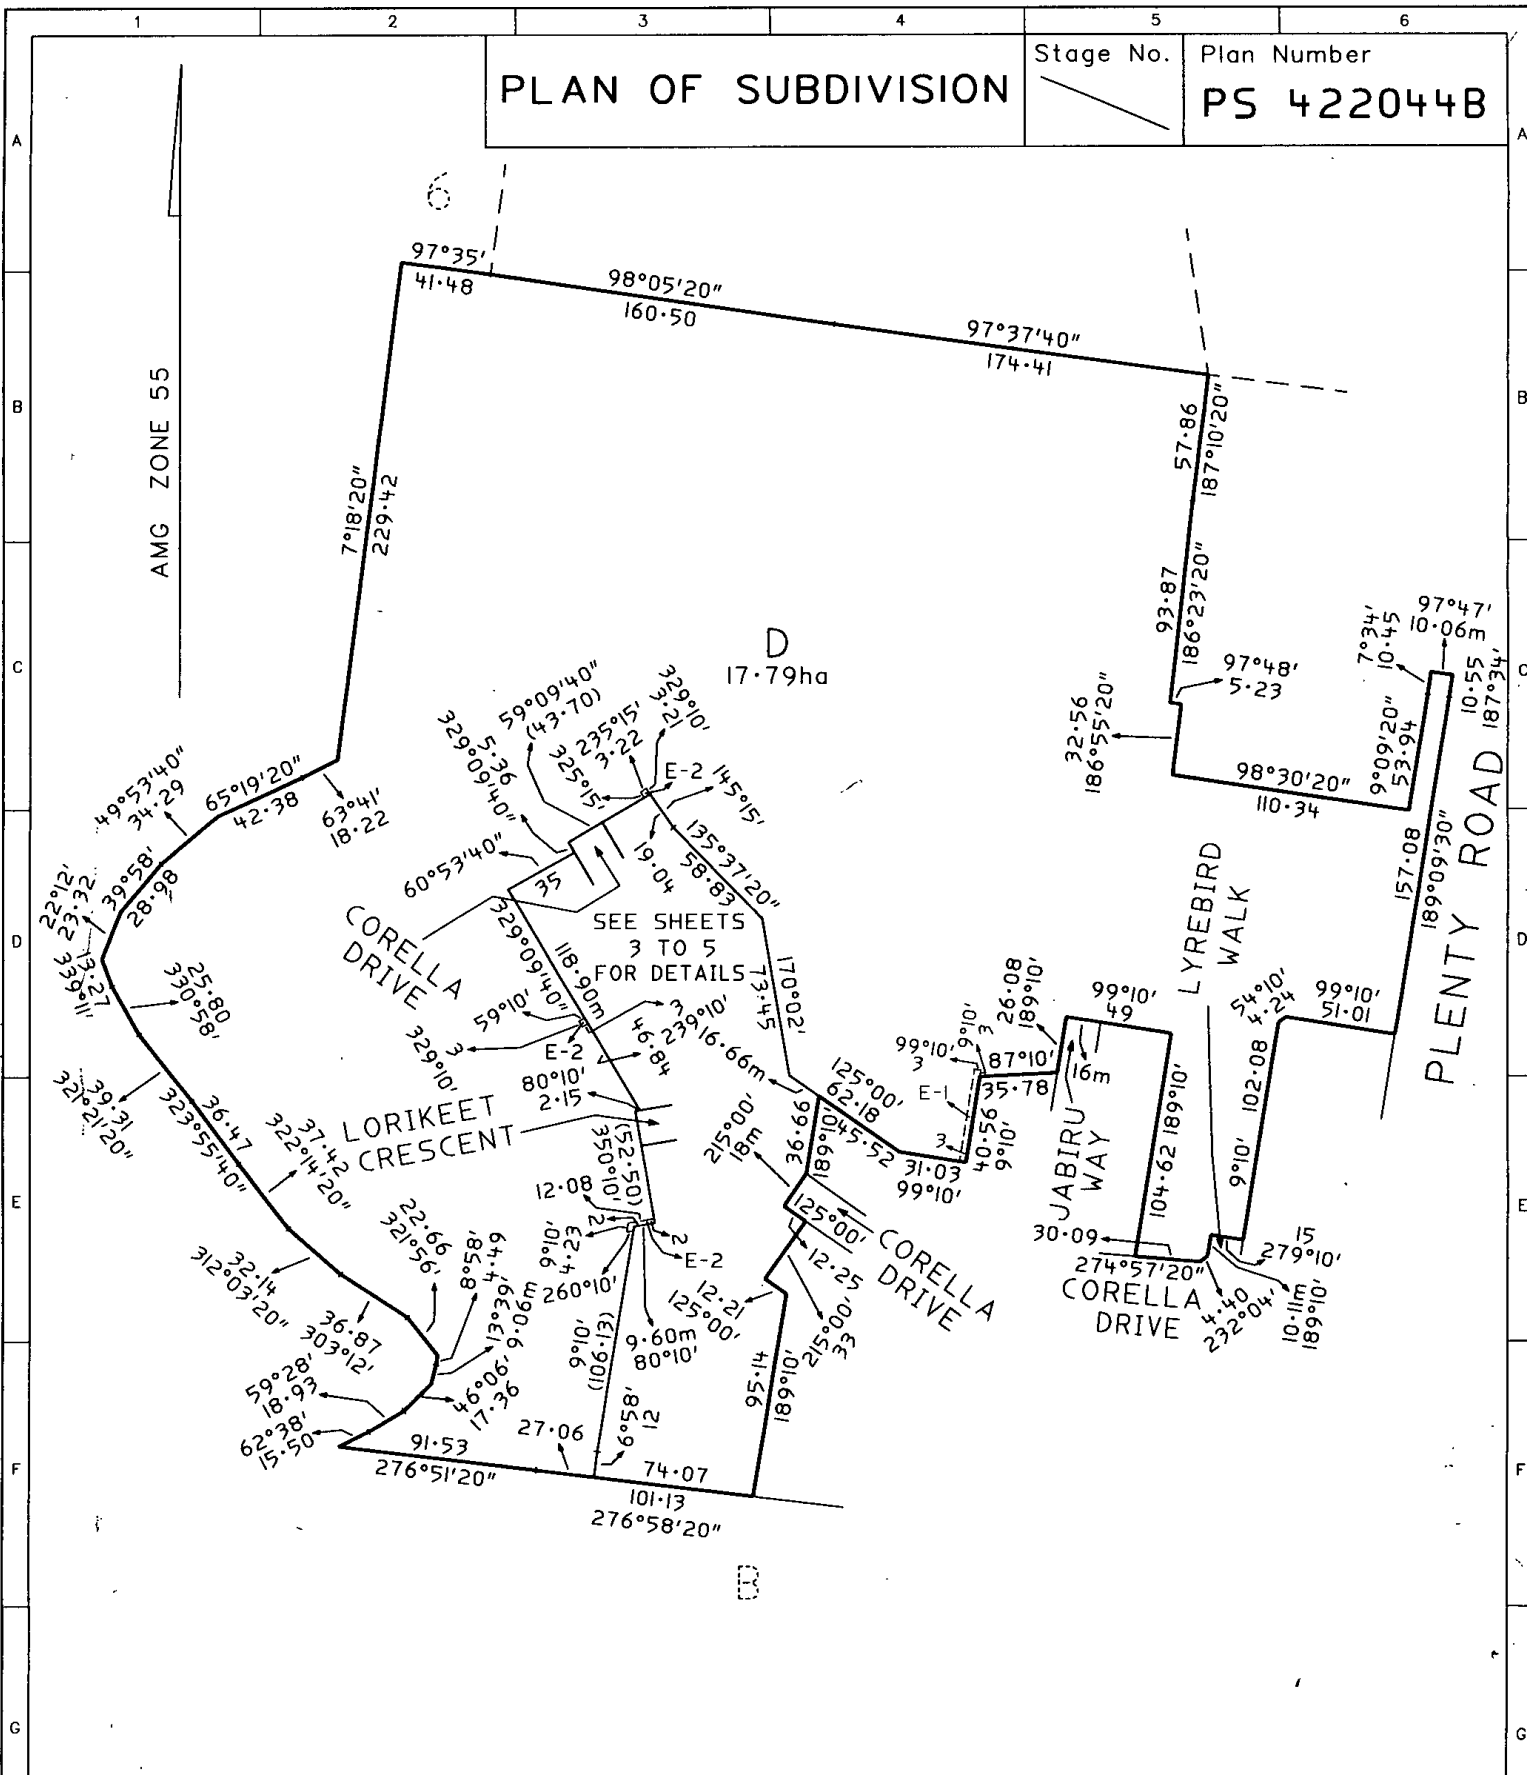 1 2 3 4 5 6
PLAN OF SUBDIVISION
Stage No.
Plan Number
PS 422044B
A
A
6
97°35'
41·48
98°05'20"
160·50
97°37'40"
174·41
AMG ZONE 55
B
B
7°18'20"
229·42
57·86
187°10'20"
93·87
186°23'20"
C
C
D
17·79ha
97°48'
5·23
32·56
186°55'20"
98°30'20"
110·34
9°09'20"
53·94
7°34'
10·45
97°47'
10·06m
10·55
187°34'
PLENTY ROAD
157·08
189°09'30"
59°09'40"
(43·70)
329°10'
3·21
235°15'
3·22
325°15'
5·36
329°09'40"
E-2
145°15'
19·04
135°37'20"
58·83
60°53'40"
35
49°53'40"
34·29
65°19'20"
42·38
63°41'
18·22
39°58'
28·98
22°12'
23·32
13·27
339°11'
25·80
330°58'
D
D
CORELLA
DRIVE
SEE SHEETS
3 TO 5
FOR DETAILS
329°09'40"
118·90m
170°02'
73·45
59°10'
3
329°10'
E-2
3
239°10'
46·84
16·66m
LYREBIRD
WALK
26·08
189°10'
99°10'
49
54°10'
4·24
99°10'
51·01
9°10'
3
99°10'
3
87°10'
35·78
16m
E-1
3
40·56
9°10'
125°00'
62·18
45·52
31·03
99°10'
JABIRU
WAY
104·62 189°10'
9°10' 102·08
39·31
321°21'20"
36·47
323°55'40"
37·42
322°14'20"
LORIKEET
CRESCENT
80°10'
2·15
(52·50)
350°10'
215°00'
18m
36·66
189°10'
E
E
125°00'
12·25
CORELLA
DRIVE
30·09
274°57'20"
CORELLA
DRIVE
4·40
232°04'
10·11m
189°10'
15
279°10'
12·08
2
9°10'
4·23
2
E-2
260°10'
9·60m
80°10'
12·21
125°00'
215°00'
33
32·14
312°03'20"
36·87
303°12'
22·66
321°56'
8°58'
4·49
13°39'
9·06m
46°06'
17·36
59°28'
18·93
62°38'
15·50
9°10'
(106·13)
95·14
189°10'
6°58'
12
27·06
F
F
91·53
276°51'20"
74·07
101·13
276°58'20"
B
G
G